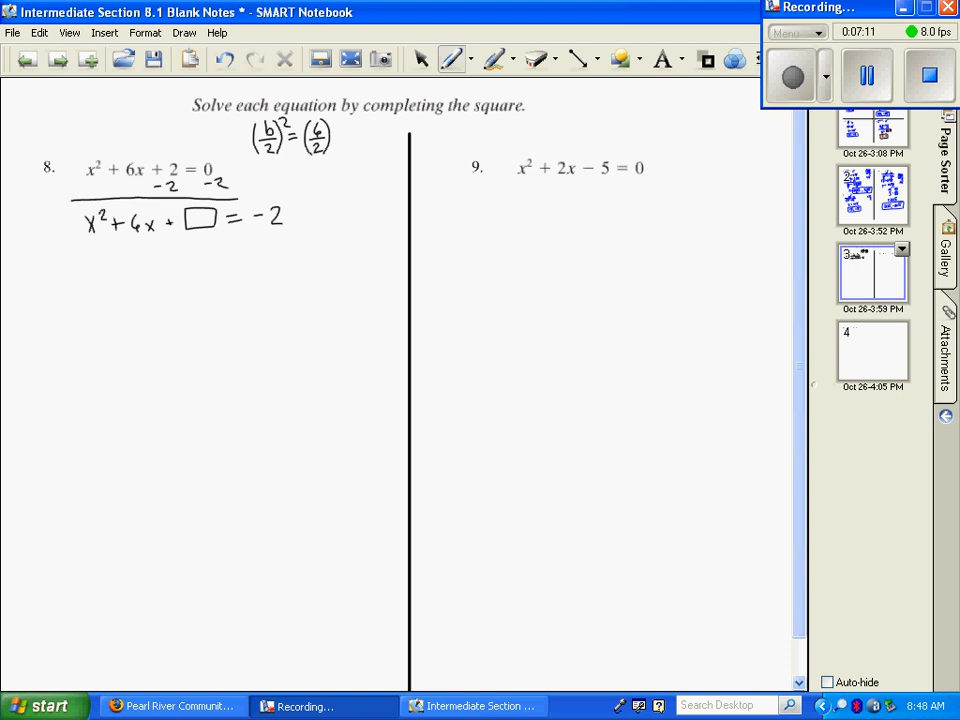 Intermediate Section 8.1 Blank Notes * - SMART Notebook
Recording...
File Edit View Insert Format Draw Help
Menu
0:07:11
8.0 fps
Solve each equation by completing the square.
(b/2)² = (6/2)
8. x² + 6x + 2 = 0
-2 -2
x² + 6x + □ = -2
9. x² + 2x − 5 = 0
Oct 26-3:08 PM
2
Oct 26-3:52 PM
3
Oct 26-3:59 PM
4
Oct 26-4:05 PM
Page Sorter
Gallery
Attachments
Auto-hide
start
Pearl River Communit...
Recording...
Intermediate Section ...
Search Desktop
8:48 AM